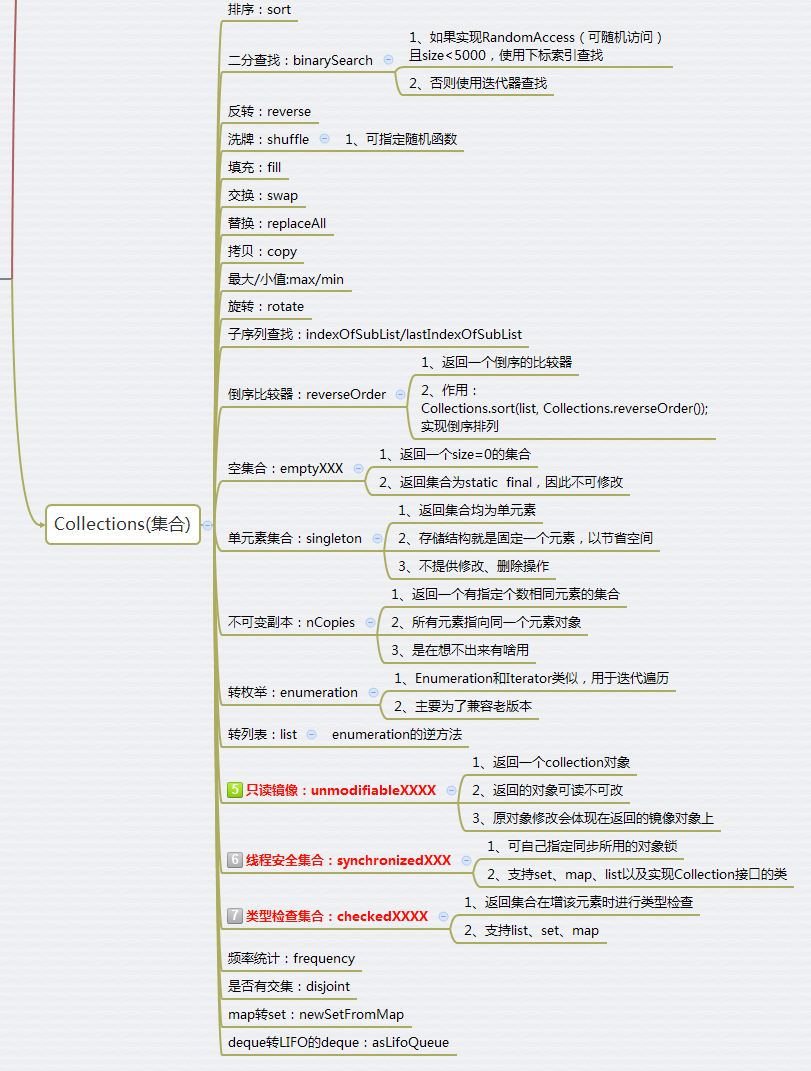 排序：sort
二分查找：binarySearch
1、如果实现RandomAccess（可随机访问）
且size<5000，使用下标索引查找
2、否则使用迭代器查找
反转：reverse
洗牌：shuffle
1、可指定随机函数
填充：fill
交换：swap
替换：replaceAll
拷贝：copy
最大/小值:max/min
旋转：rotate
子序列查找：indexOfSubList/lastIndexOfSubList
倒序比较器：reverseOrder
1、返回一个倒序的比较器
2、作用：
Collections.sort(list, Collections.reverseOrder());
实现倒序排列
空集合：emptyXXX
1、返回一个size=0的集合
2、返回集合为static  final，因此不可修改
Collections(集合)
单元素集合：singleton
1、返回集合均为单元素
2、存储结构就是固定一个元素，以节省空间
3、不提供修改、删除操作
不可变副本：nCopies
1、返回一个有指定个数相同元素的集合
2、所有元素指向同一个元素对象
3、是在想不出来有啥用
转枚举：enumeration
1、Enumeration和Iterator类似，用于迭代遍历
2、主要为了兼容老版本
转列表：list
enumeration的逆方法
5 只读镜像：unmodifiableXXXX
1、返回一个collection对象
2、返回的对象可读不可改
3、原对象修改会体现在返回的镜像对象上
6 线程安全集合：synchronizedXXX
1、可自己指定同步所用的对象锁
2、支持set、map、list以及实现Collection接口的类
7 类型检查集合：checkedXXXX
1、返回集合在增该元素时进行类型检查
2、支持list、set、map
频率统计：frequency
是否有交集：disjoint
map转set：newSetFromMap
deque转LIFO的deque：asLifoQueue